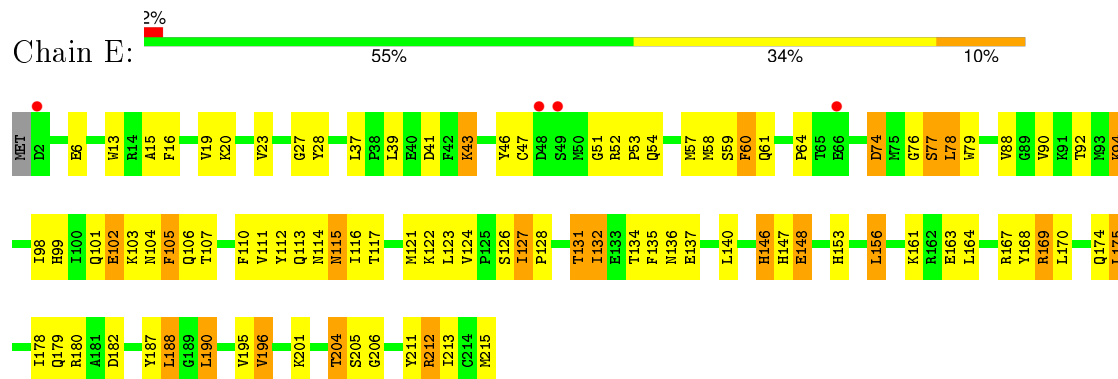 2%
Chain E:
55% 34% 10%
MET D2 E6 W13 R14 A15 F16 V19 K20 V23 G27 Y28 L37 P38 L39 E40 D41 F42 K43 Y46 C47 D48 S49 M50 G51 R52 P53 Q54 M57 M58 S59 F60 Q61 P64 T65 E66 D74 M75 G76 S77 L78 W79 V88 G89 V90 K91 T92 M93 K94
I98 H99 I100 Q101 E102 K103 N104 F105 Q106 T107 F110 V111 Y112 Q113 N114 N115 I116 T117 M121 K122 L123 V124 P125 S126 I127 P128 T131 I132 E133 T134 F135 N136 E137 L140 H146 H147 E148 H153 L156 K161 R162 E163 L164 R167 Y168 R169 L170 Q174 L175
I178 Q179 R180 A181 D182 Y187 L188 G189 L190 V195 V196 K201 T204 S205 G206 Y211 R212 I213 C214 M215